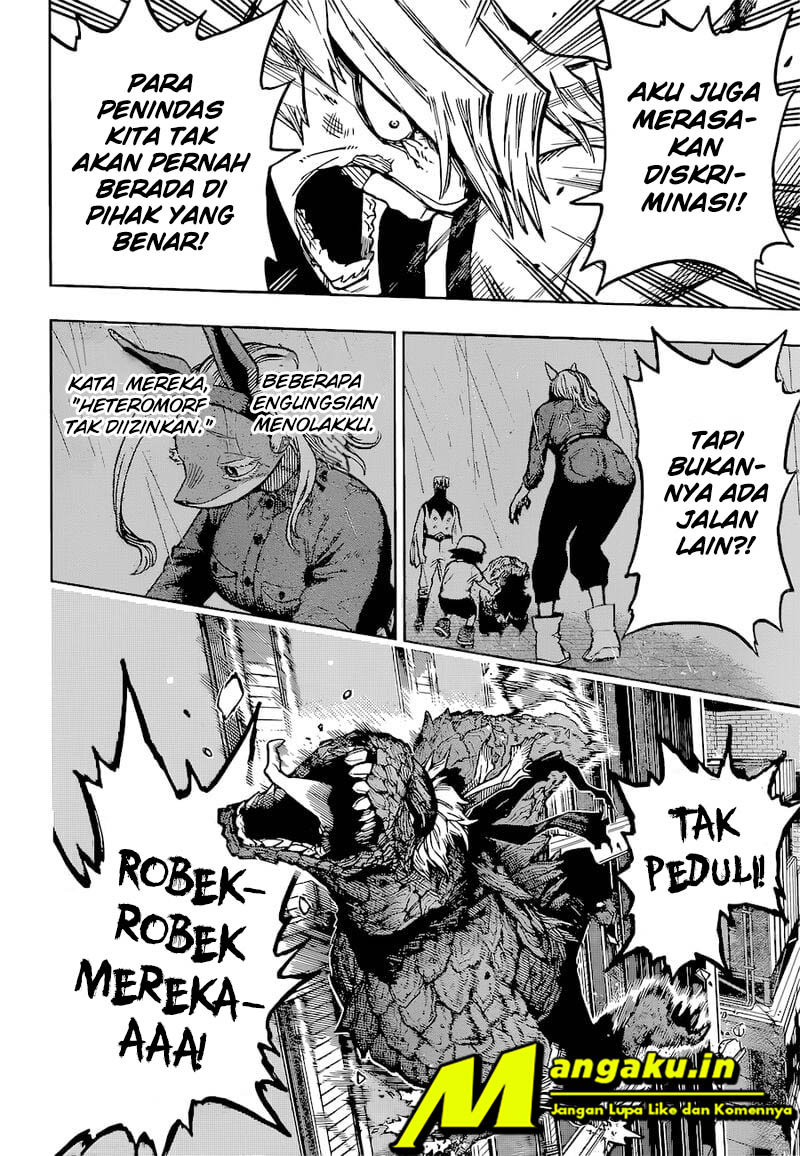 AKU JUGA
MERASA-
KAN
DISKRI-
MINASI!
PARA
PENINDAS
KITA TAK
AKAN PERNAH
BERADA DI
PIHAK YANG
BENAR!
TAPI
BUKAN-
NYA ADA
JALAN
LAIN?!
BEBERAPA
ENGUNGSIAN
MENOLAKKU.
KATA MEREKA,
"HETEROMORF
TAK DIIZINKAN."
TAK
PEDULI!
ROBEK-
ROBEK
MEREKA-
AAA!
Mangaku.in
Jangan Lupa Like dan Komennya